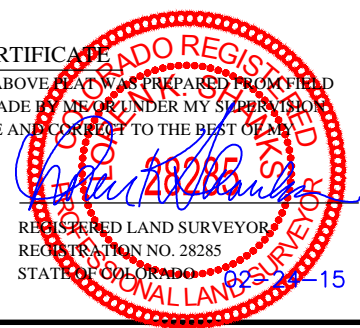 CERTIFICATE
ABOVE PLAT WAS PREPARED FROM FIELD
MADE BY ME OR UNDER MY SUPERVISION
E AND CORRECT TO THE BEST OF MY
COLORADO REGISTERED
LOREN K. SHANKS
28285
PROFESSIONAL LAND SURVEYOR
REGISTERED LAND SURVEYOR
REGISTRATION NO. 28285
STATE OF COLORADO
02-24-15